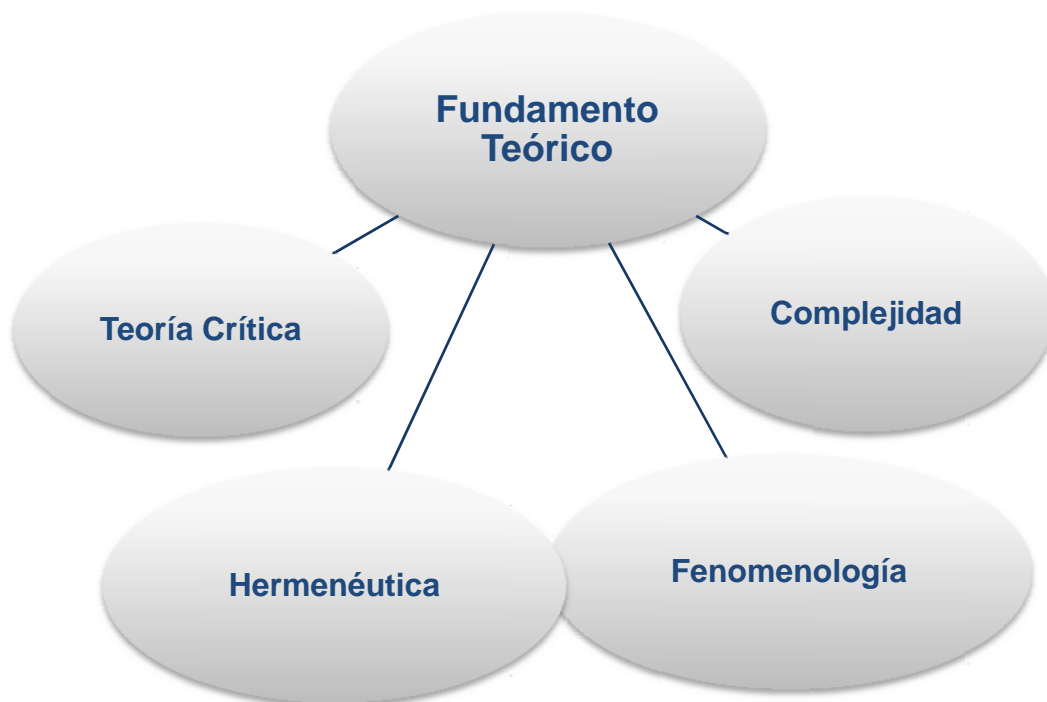 Fundamento
Teórico
Teoría Crítica
Complejidad
Hermenéutica
Fenomenología